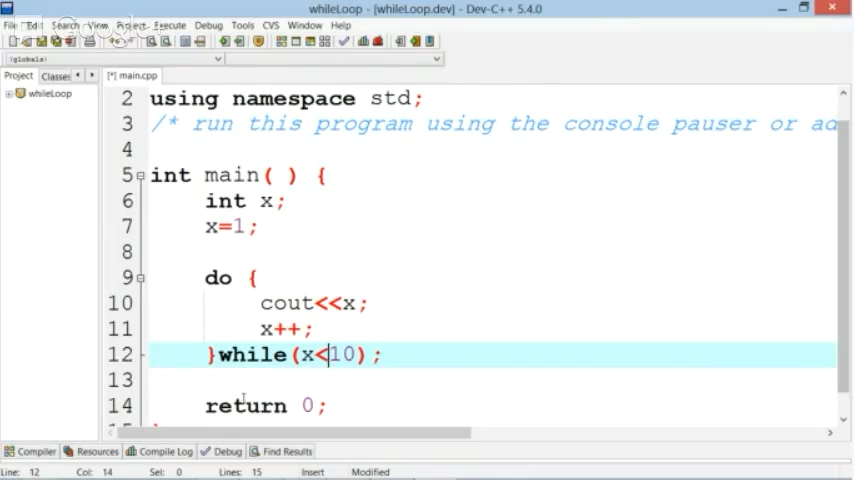 whileLoop - [whileLoop.dev] - Dev-C++ 5.4.0
File Edit Search View Project Execute Debug Tools CVS Window Help
Google+
(globals)
Project Classes [*] main.cpp
whileLoop
2 using namespace std;
3 /* run this program using the console pauser or ad
4
5 int main( ) {
6 int x;
7 x=1;
8
9 do {
10 cout<<x;
11 x++;
12 }while(x<10);
13
14 return 0;
15
Compiler Resources Compile Log Debug Find Results
Line: 12 Col: 14 Sel: 0 Lines: 15 Insert Modified